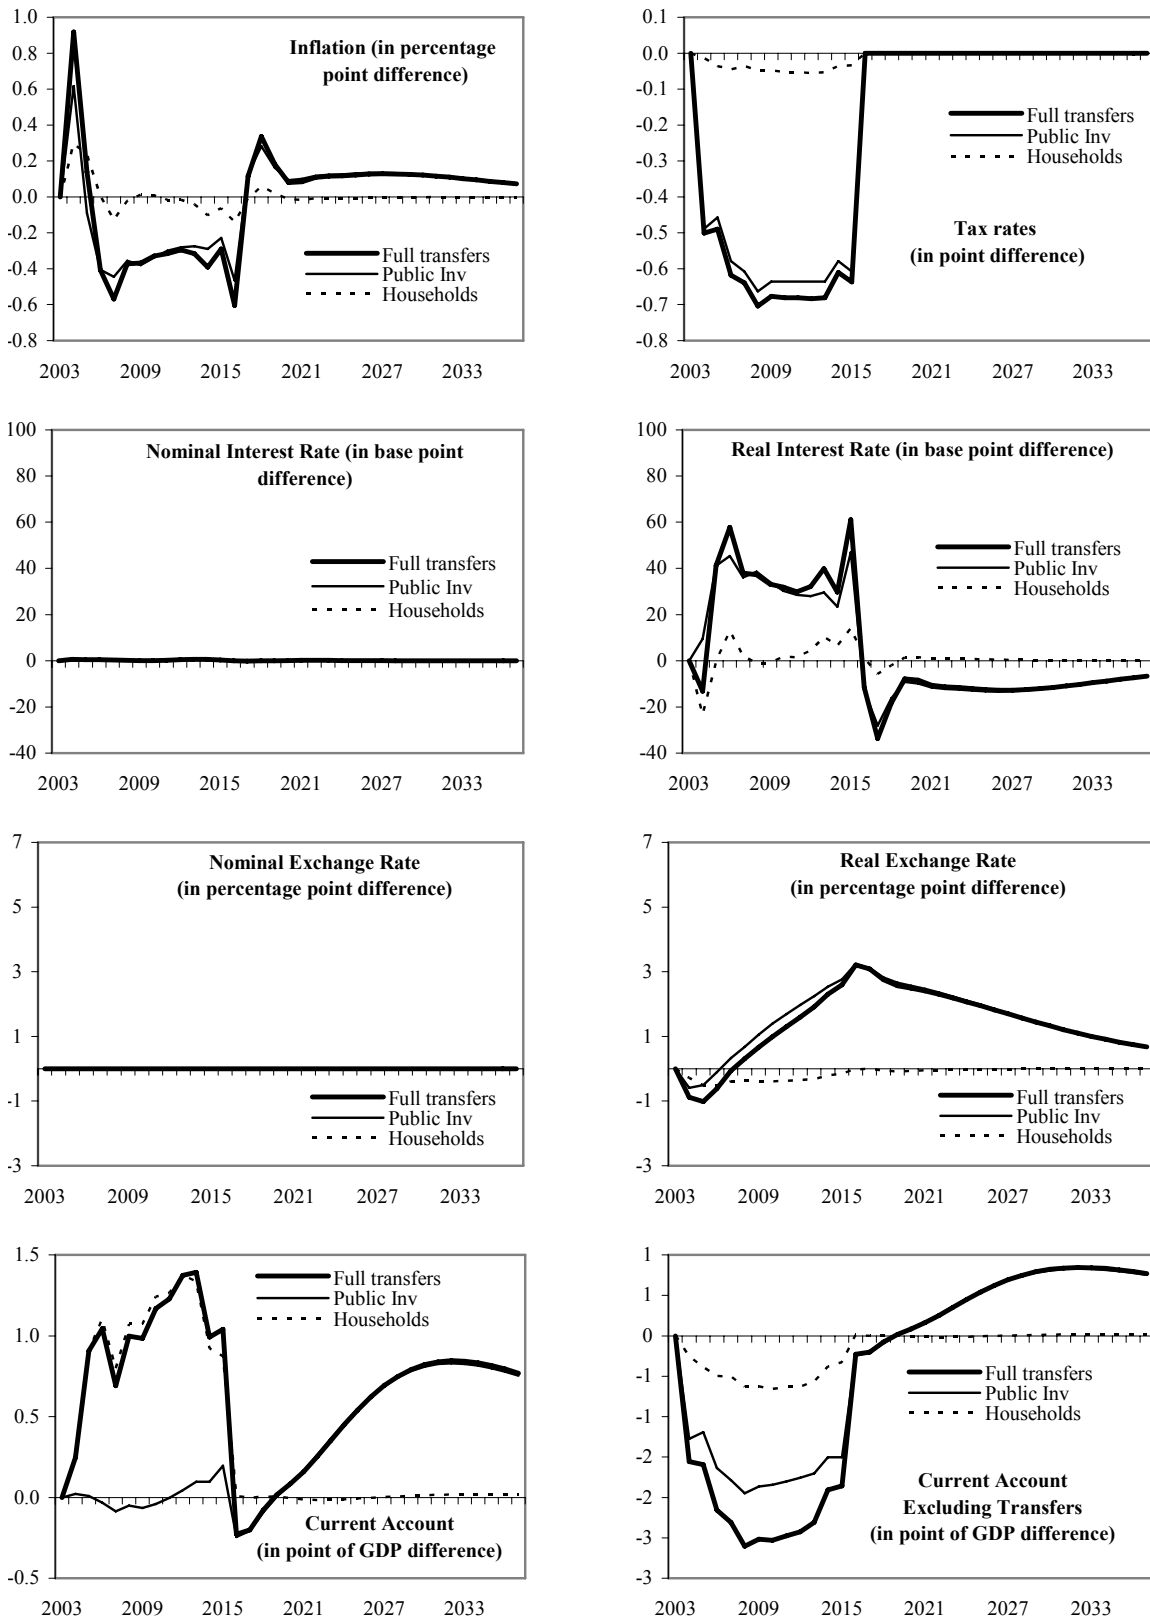 1.0
0.8
0.6
0.4
0.2
0.0
-0.2
-0.4
-0.6
-0.8
Inflation (in percentage
point difference)
Full transfers
Public Inv
Households
2003 2009 2015 2021 2027 2033
0.1
0.0
-0.1
-0.2
-0.3
-0.4
-0.5
-0.6
-0.7
-0.8
Full transfers
Public Inv
Households
Tax rates
(in point difference)
2003 2009 2015 2021 2027 2033
100
80
60
40
20
0
-20
-40
Nominal Interest Rate (in base point
difference)
Full transfers
Public Inv
Households
2003 2009 2015 2021 2027 2033
100
80
60
40
20
0
-20
-40
Real Interest Rate (in base point difference)
Full transfers
Public Inv
Households
2003 2009 2015 2021 2027 2033
7
5
3
1
-1
-3
Nominal Exchange Rate
(in percentage point difference)
Full transfers
Public Inv
Households
2003 2009 2015 2021 2027 2033
7
5
3
1
-1
-3
Real Exchange Rate
(in percentage point difference)
Full transfers
Public Inv
Households
2003 2009 2015 2021 2027 2033
1.5
1.0
0.5
0.0
-0.5
Full transfers
Public Inv
Households
Current Account
(in point of GDP difference)
2003 2009 2015 2021 2027 2033
1
1
0
-1
-1
-2
-2
-3
-3
Full transfers
Public Inv
Households
Current Account
Excluding Transfers
(in point of GDP difference)
2003 2009 2015 2021 2027 2033